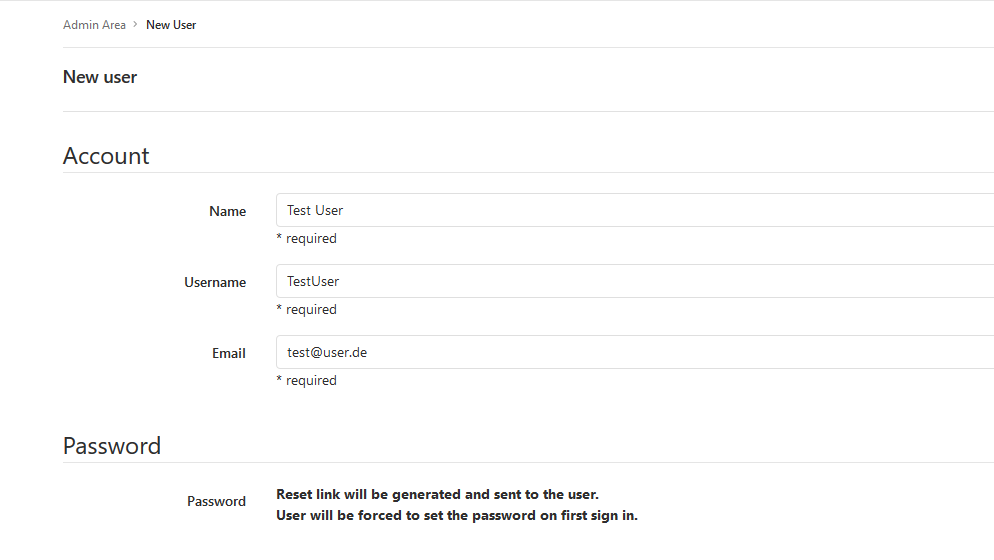 Admin Area > New User
New user
Account
Name
Test User
* required
Username
TestUser
* required
Email
test@user.de
* required
Password
Password
Reset link will be generated and sent to the user.
User will be forced to set the password on first sign in.